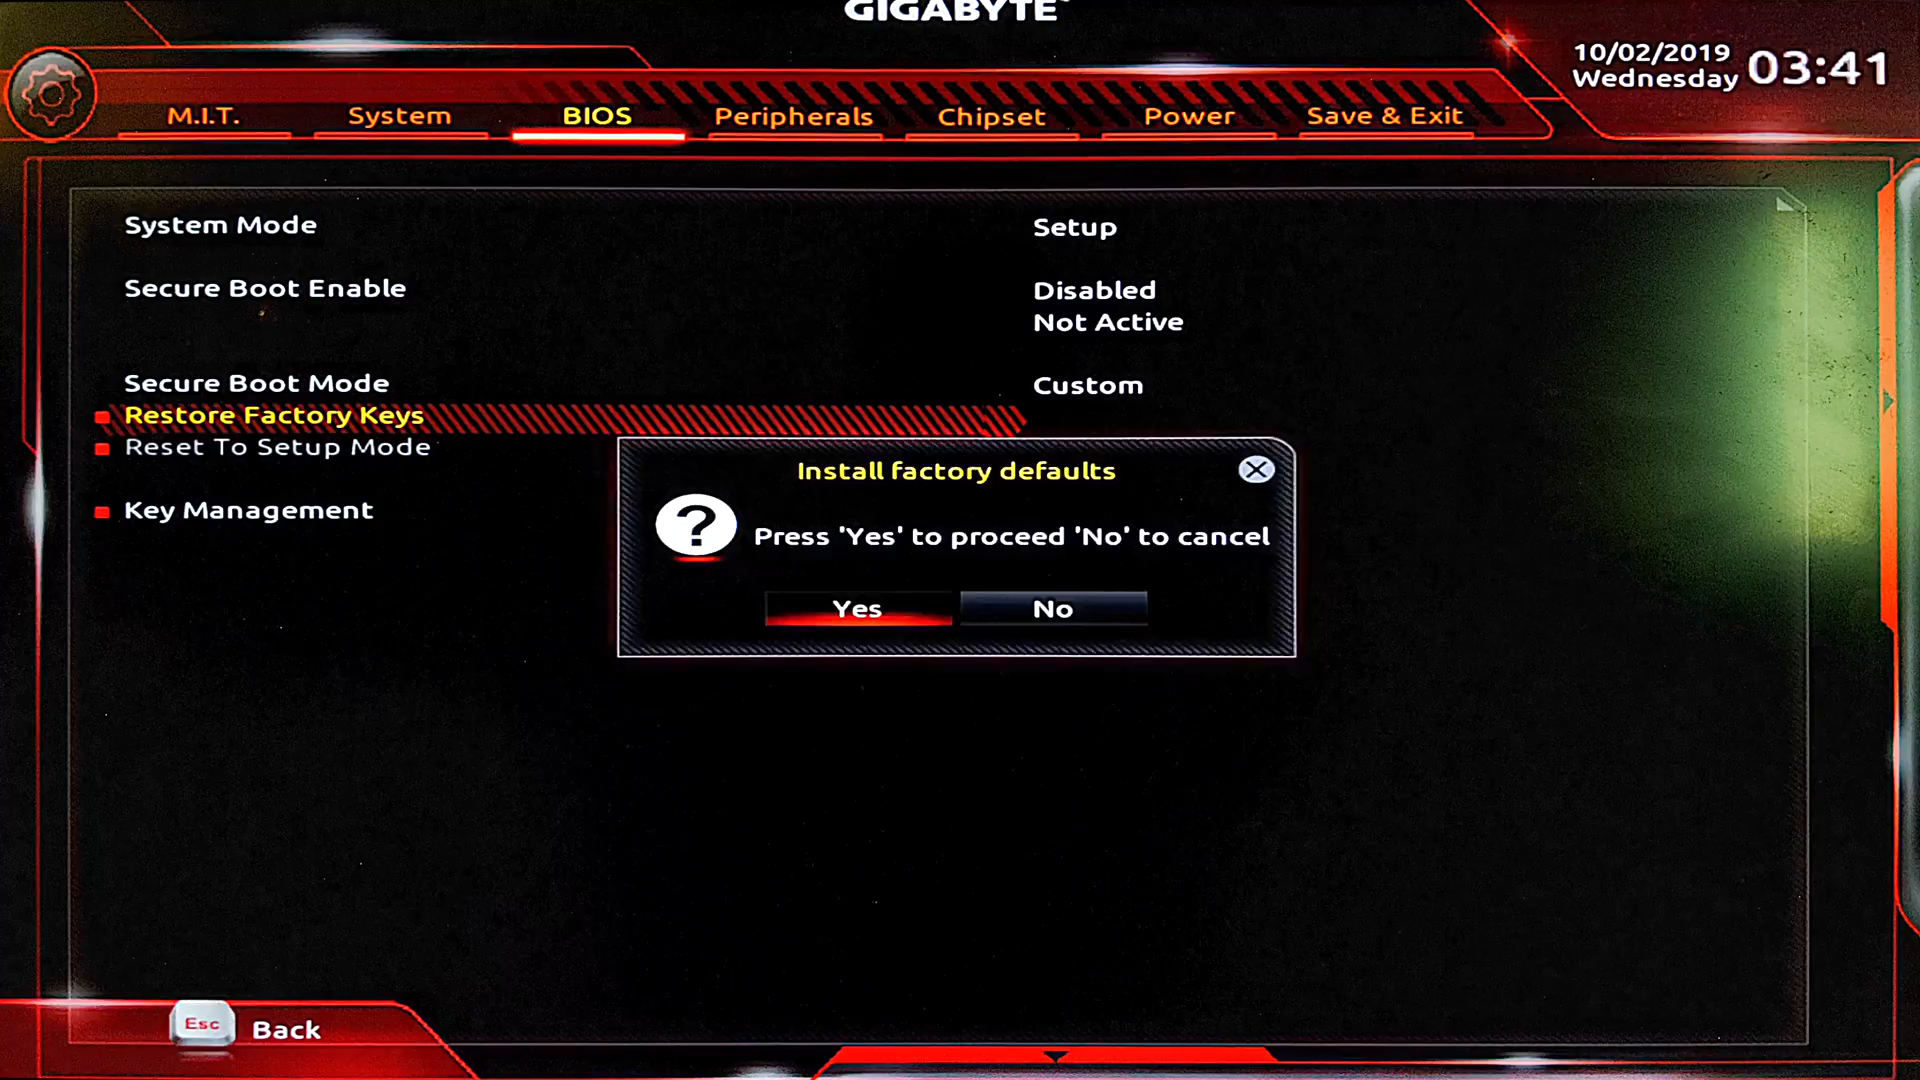 GIGABYTE
10/02/2019
Wednesday 03:41
M.I.T. System BIOS Peripherals Chipset Power Save & Exit
System Mode Setup
Secure Boot Enable Disabled
Not Active
Secure Boot Mode Custom
Restore Factory Keys
Reset To Setup Mode
Key Management
Install factory defaults
?
Press 'Yes' to proceed 'No' to cancel
Yes No
Esc Back